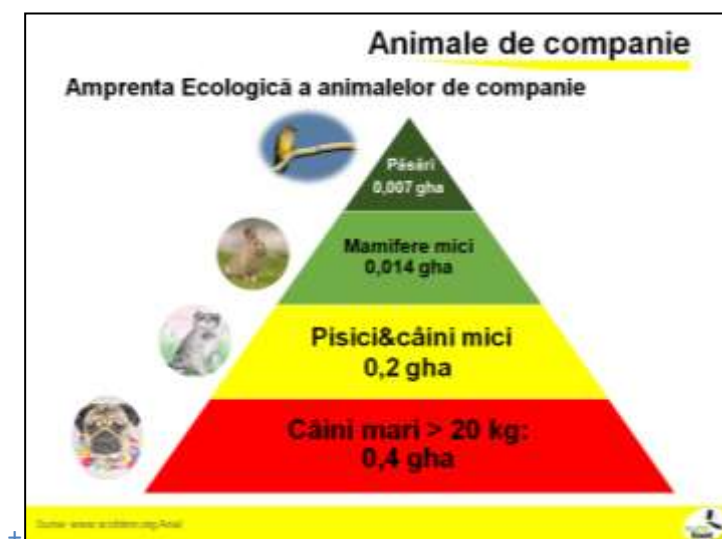 Animale de companie
Amprenta Ecologică a animalelor de companie
Păsări
0,007 gha
Mamifere mici
0,014 gha
Pisici&câini mici
0,2 gha
Câini mari > 20 kg:
0,4 gha